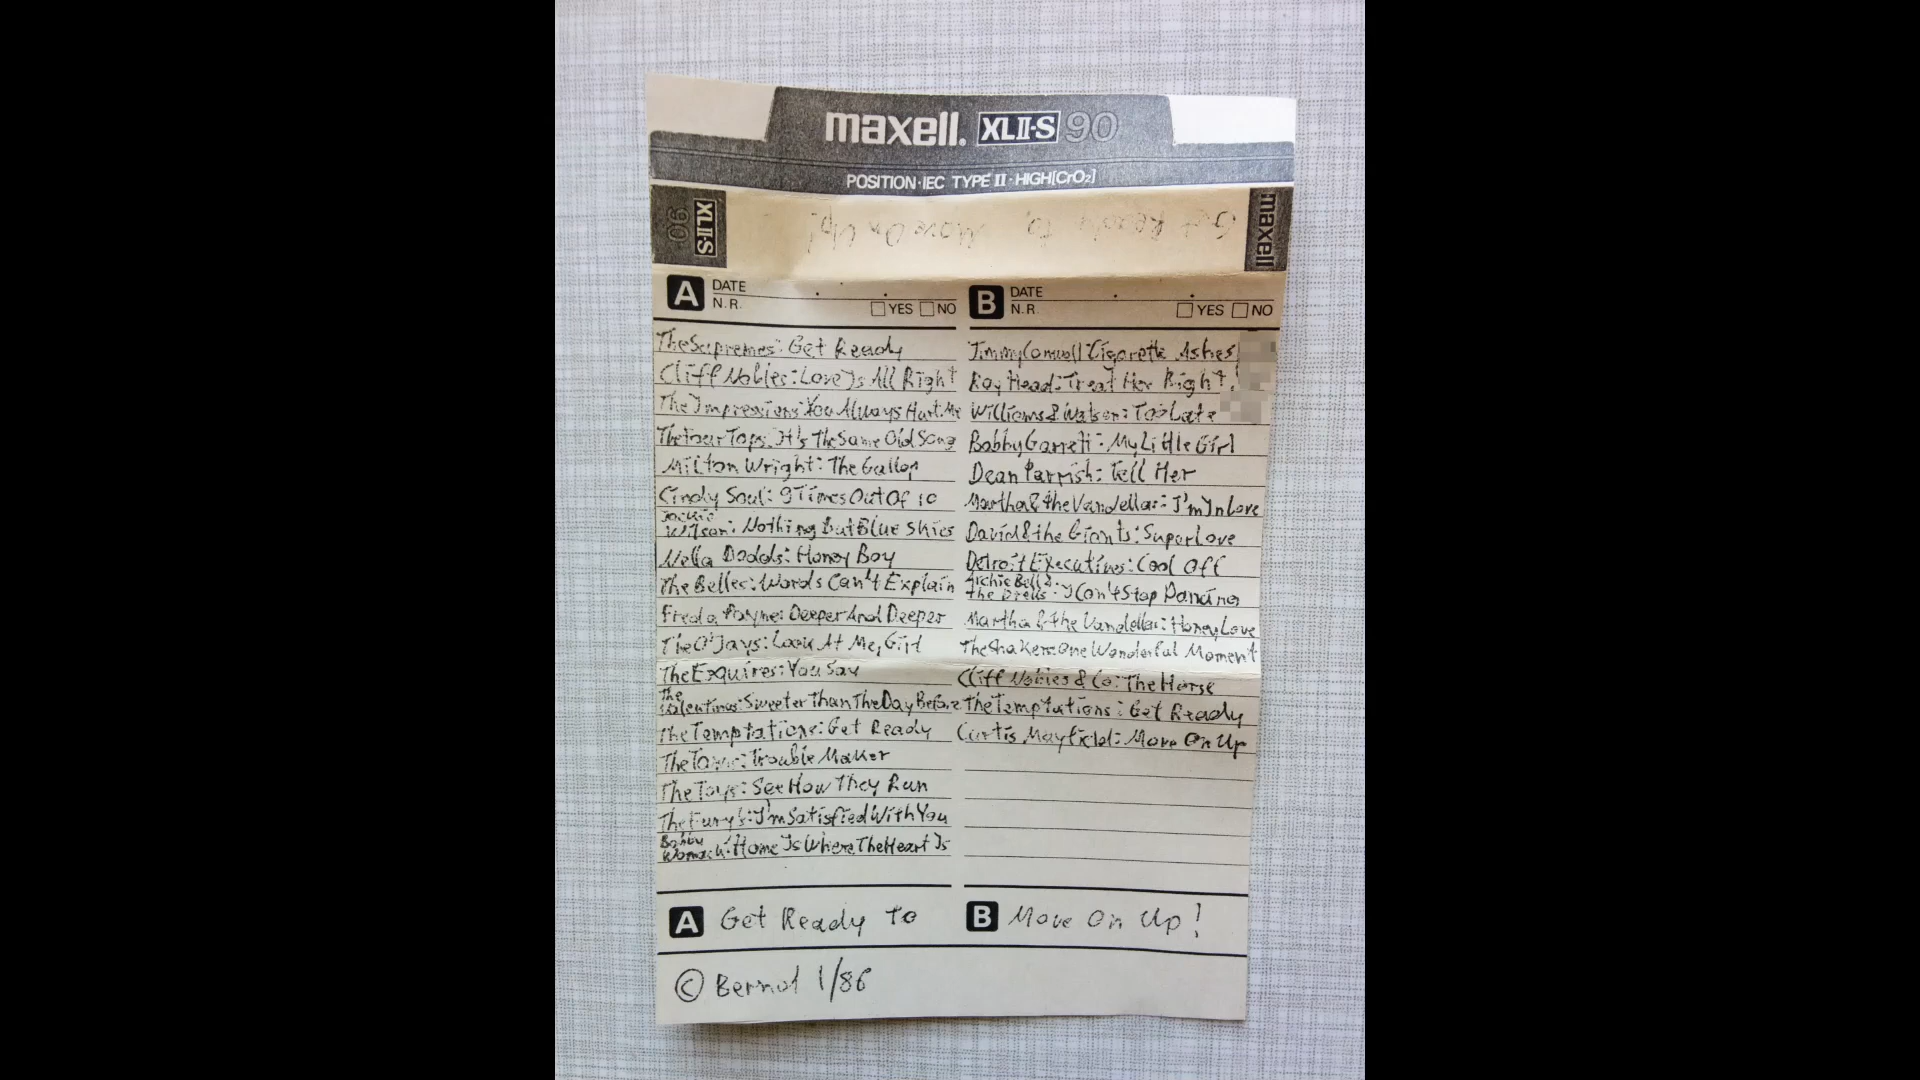 maxell. XLII-S 90
POSITION·IEC TYPE II·HIGH[CrO2]
XLII-S 90
Get Ready to, Move On Up!
maxell
A DATE
N.R. YES NO
The Supremes: Get Ready
Cliff Nobles: Love Is All Right
The Impressions: You Always Hurt Me
The Four Tops: It's The Same Old Song
Milton Wright: The Gallop
Cindy Soul: 9 Times Out Of 10
Jackie
Wilson: Nothing But Blue Skies
Nella Dodds: Honey Boy
The Belles: Words Can't Explain
Freda Payne: Deeper And Deeper
The O'Jays: Look At Me, Girl
The Exquires: You Say
The
Valentinos: Sweeter Than The Day Before
The Temptations: Get Ready
The: Trouble Maker
The Toys: See How They Run
The Fury's: I'm Satisfied With You
Bobby
Womack: Home Is Where The Heart Is
B DATE
N.R. YES NO
Jimmy Conwell: Cigarette Ashes
Roy Head: Treat Her Right!
Williams & Watson: Too Late
Bobby Garrett: My Little Girl
Dean Parrish: Tell Her
Martha & the Vandellas: I'm In Love
David & the Giants: Super Love
Detroit Executives: Cool Off
Archie Bell &
the Drells: I Can't Stop Dancing
Martha & the Vandellas: Honey Love
The Shakers: One Wonderful Moment
Cliff Nobles & Co: The Horse
The Temptations: Get Ready
Curtis Mayfield: Move On Up
A Get Ready to
B Move On Up!
© Bernd 1/86